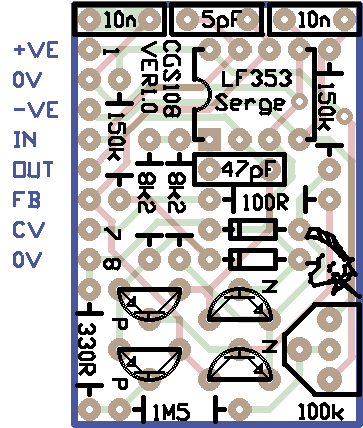 10n
5pF
10n
+VE
0V
-VE
IN
OUT
FB
CV
0V
1
CGS108
VER1.0
LF353
Serge
150k
150k
47pF
8k2
8k2
100R
7
8
N
P
330R
N
P
1M5
100k